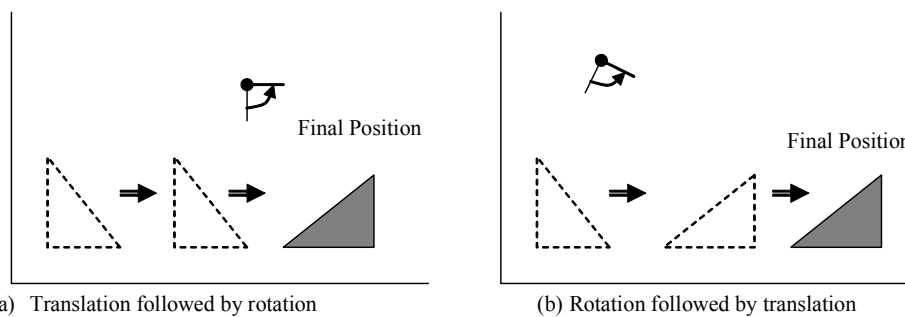 Final Position
Final Position
a) Translation followed by rotation
(b) Rotation followed by translation